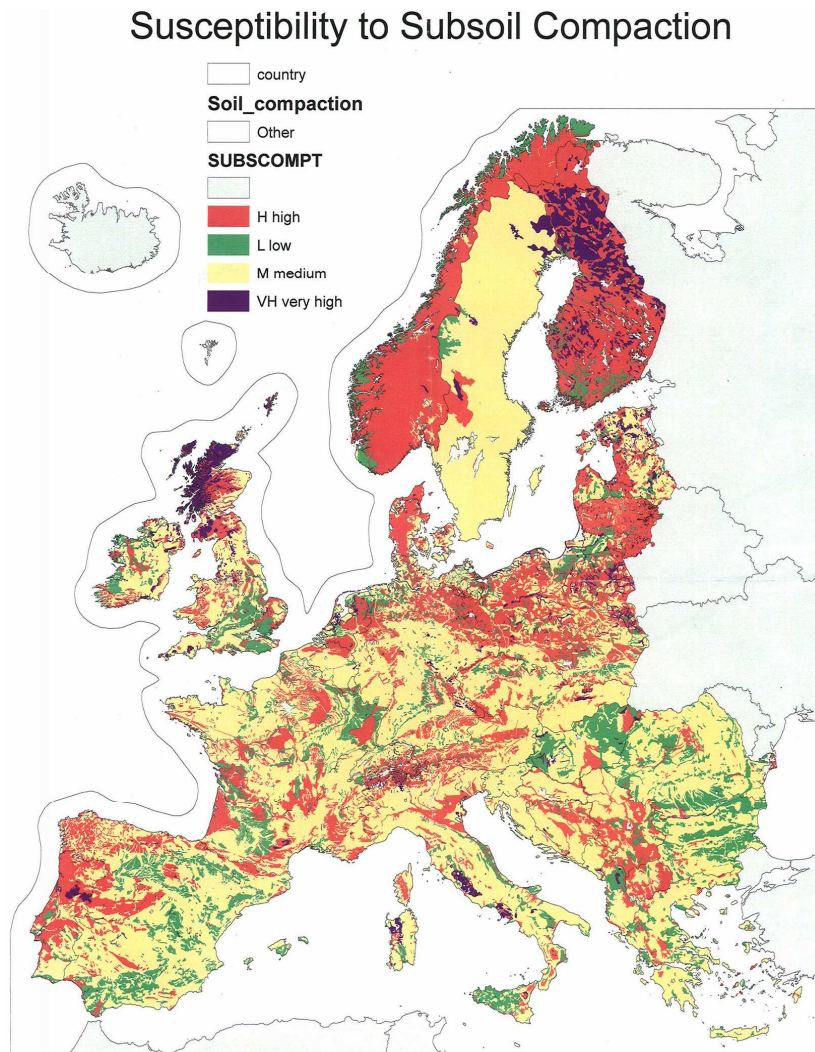 Susceptibility to Subsoil Compaction
country
Soil_compaction
Other
SUBSCOMPT
H high
L low
M medium
VH very high